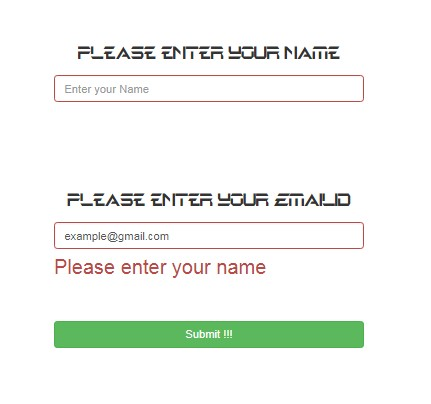 PLEASE ENTER YOUR NAME
Enter your Name
PLEASE ENTER YOUR EMAILID
example@gmail.com
Please enter your name
Submit !!!